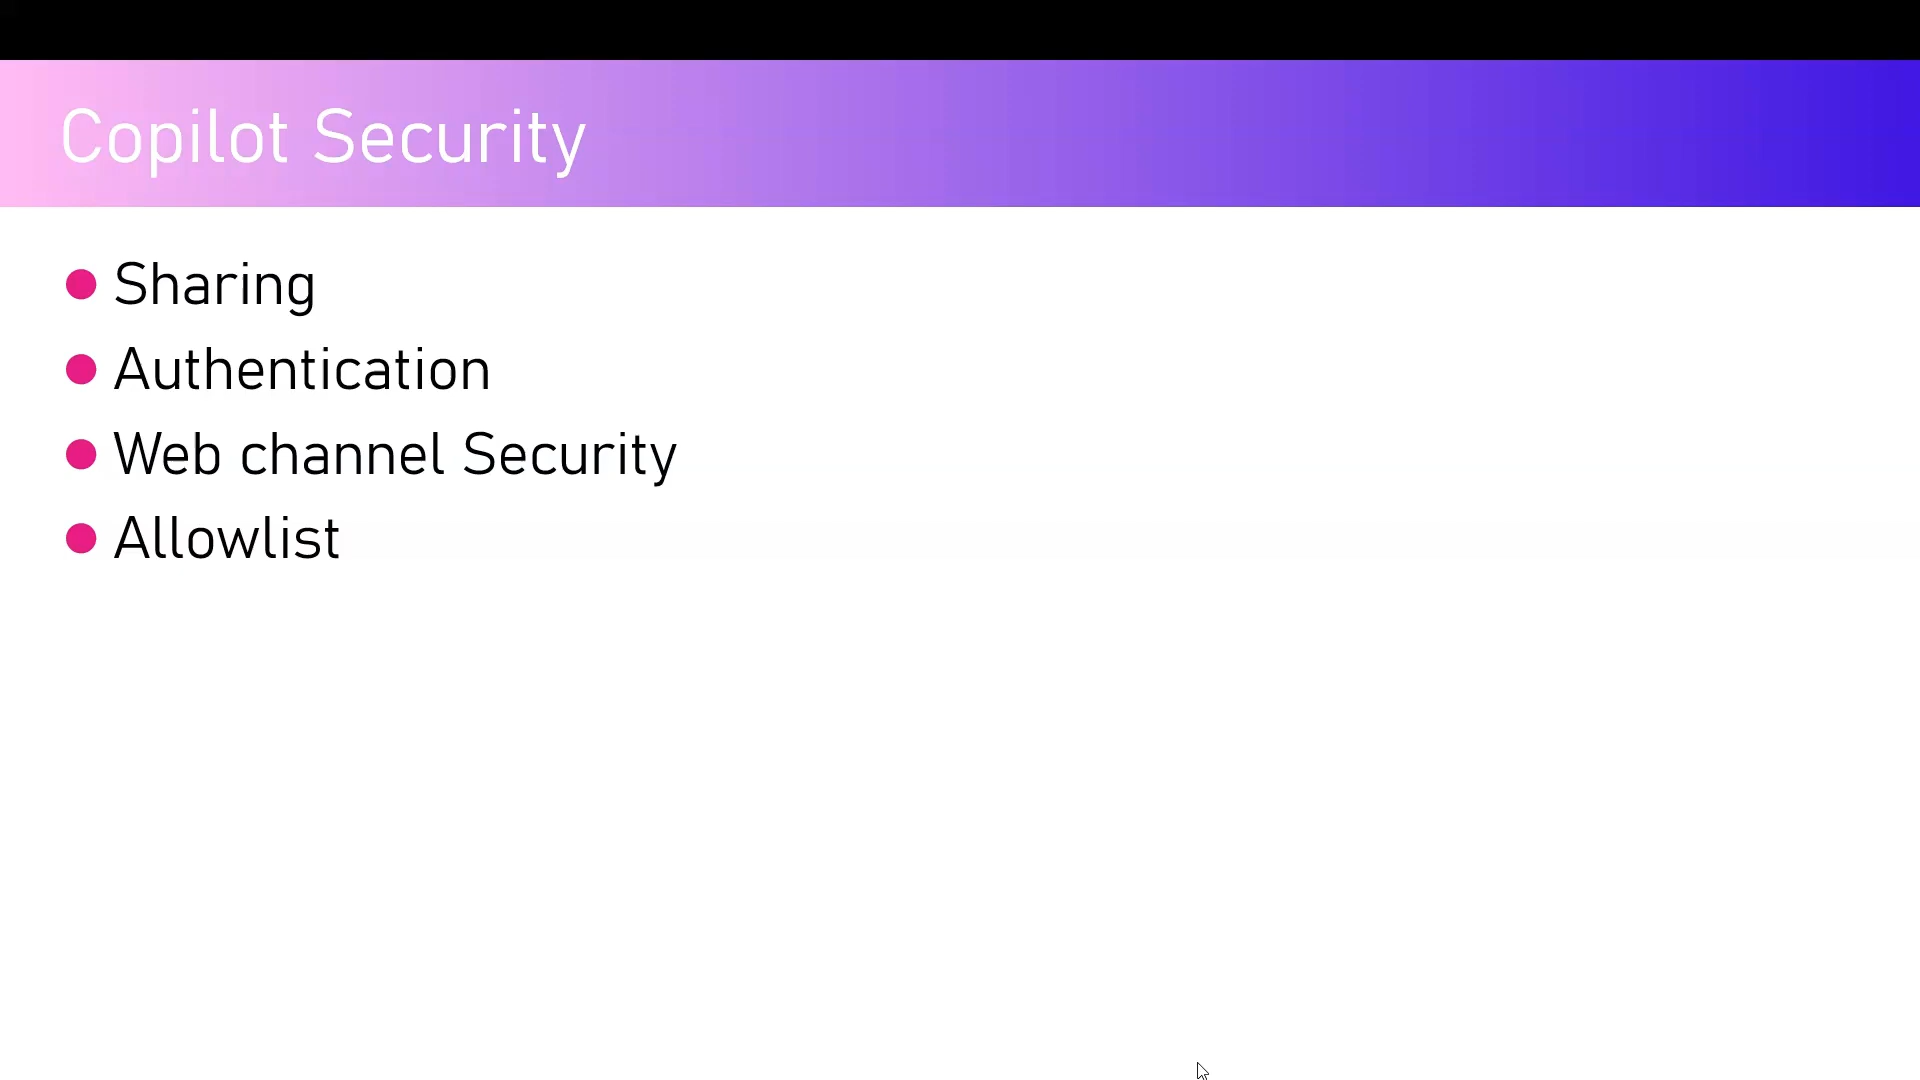 Copilot Security
Sharing
Authentication
Web channel Security
Allowlist